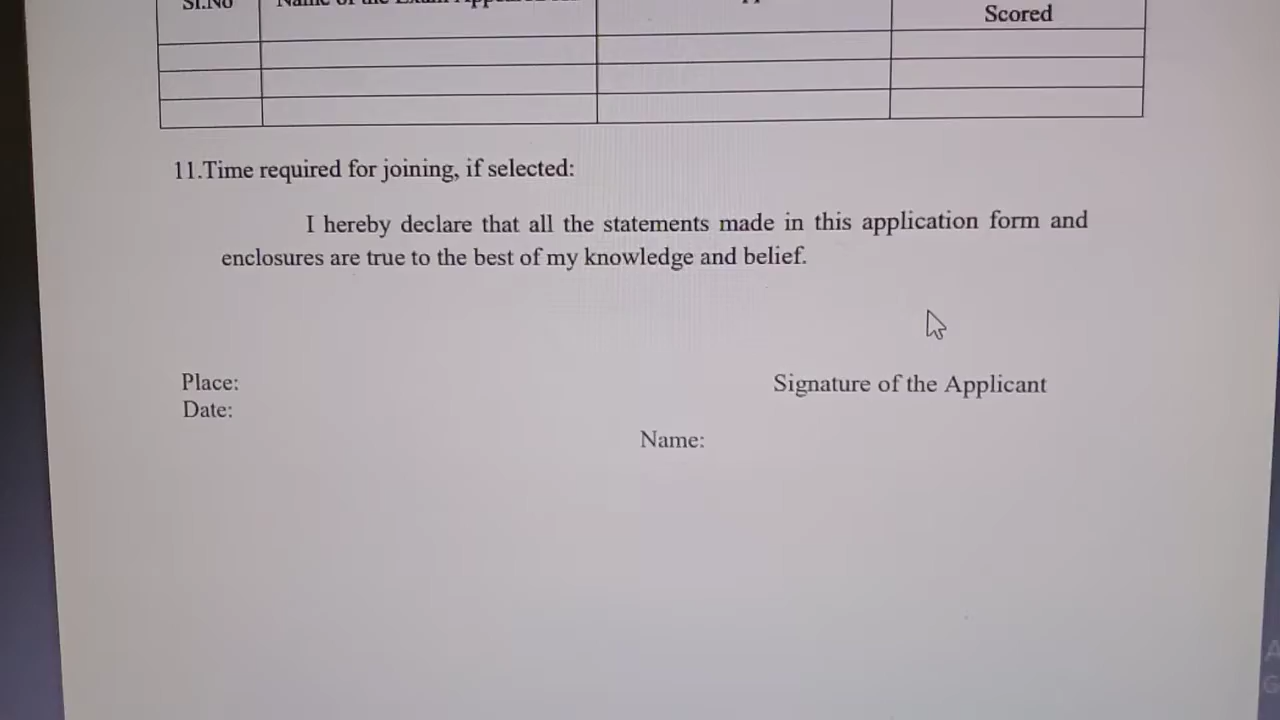 Sl.No
Scored
11.Time required for joining, if selected:
I hereby declare that all the statements made in this application form and
enclosures are true to the best of my knowledge and belief.
Place:
Signature of the Applicant
Date:
Name: